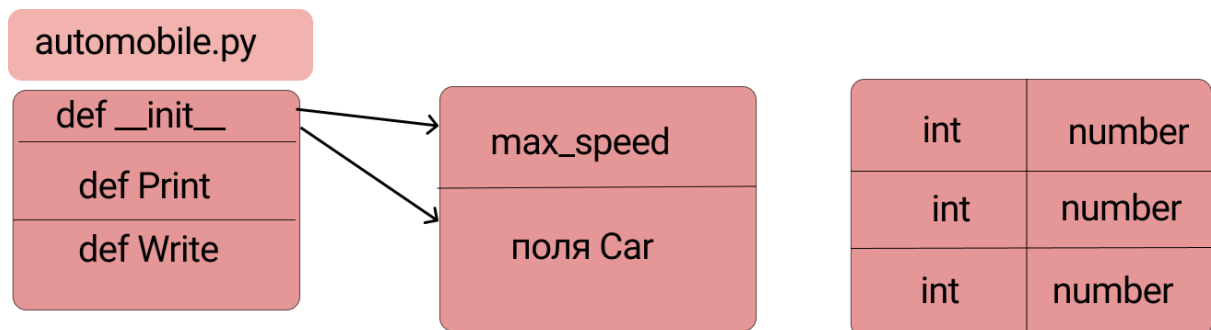 automobile.py
def __init__
def Print
def Write
max_speed
поля Car
int number
int number
int number